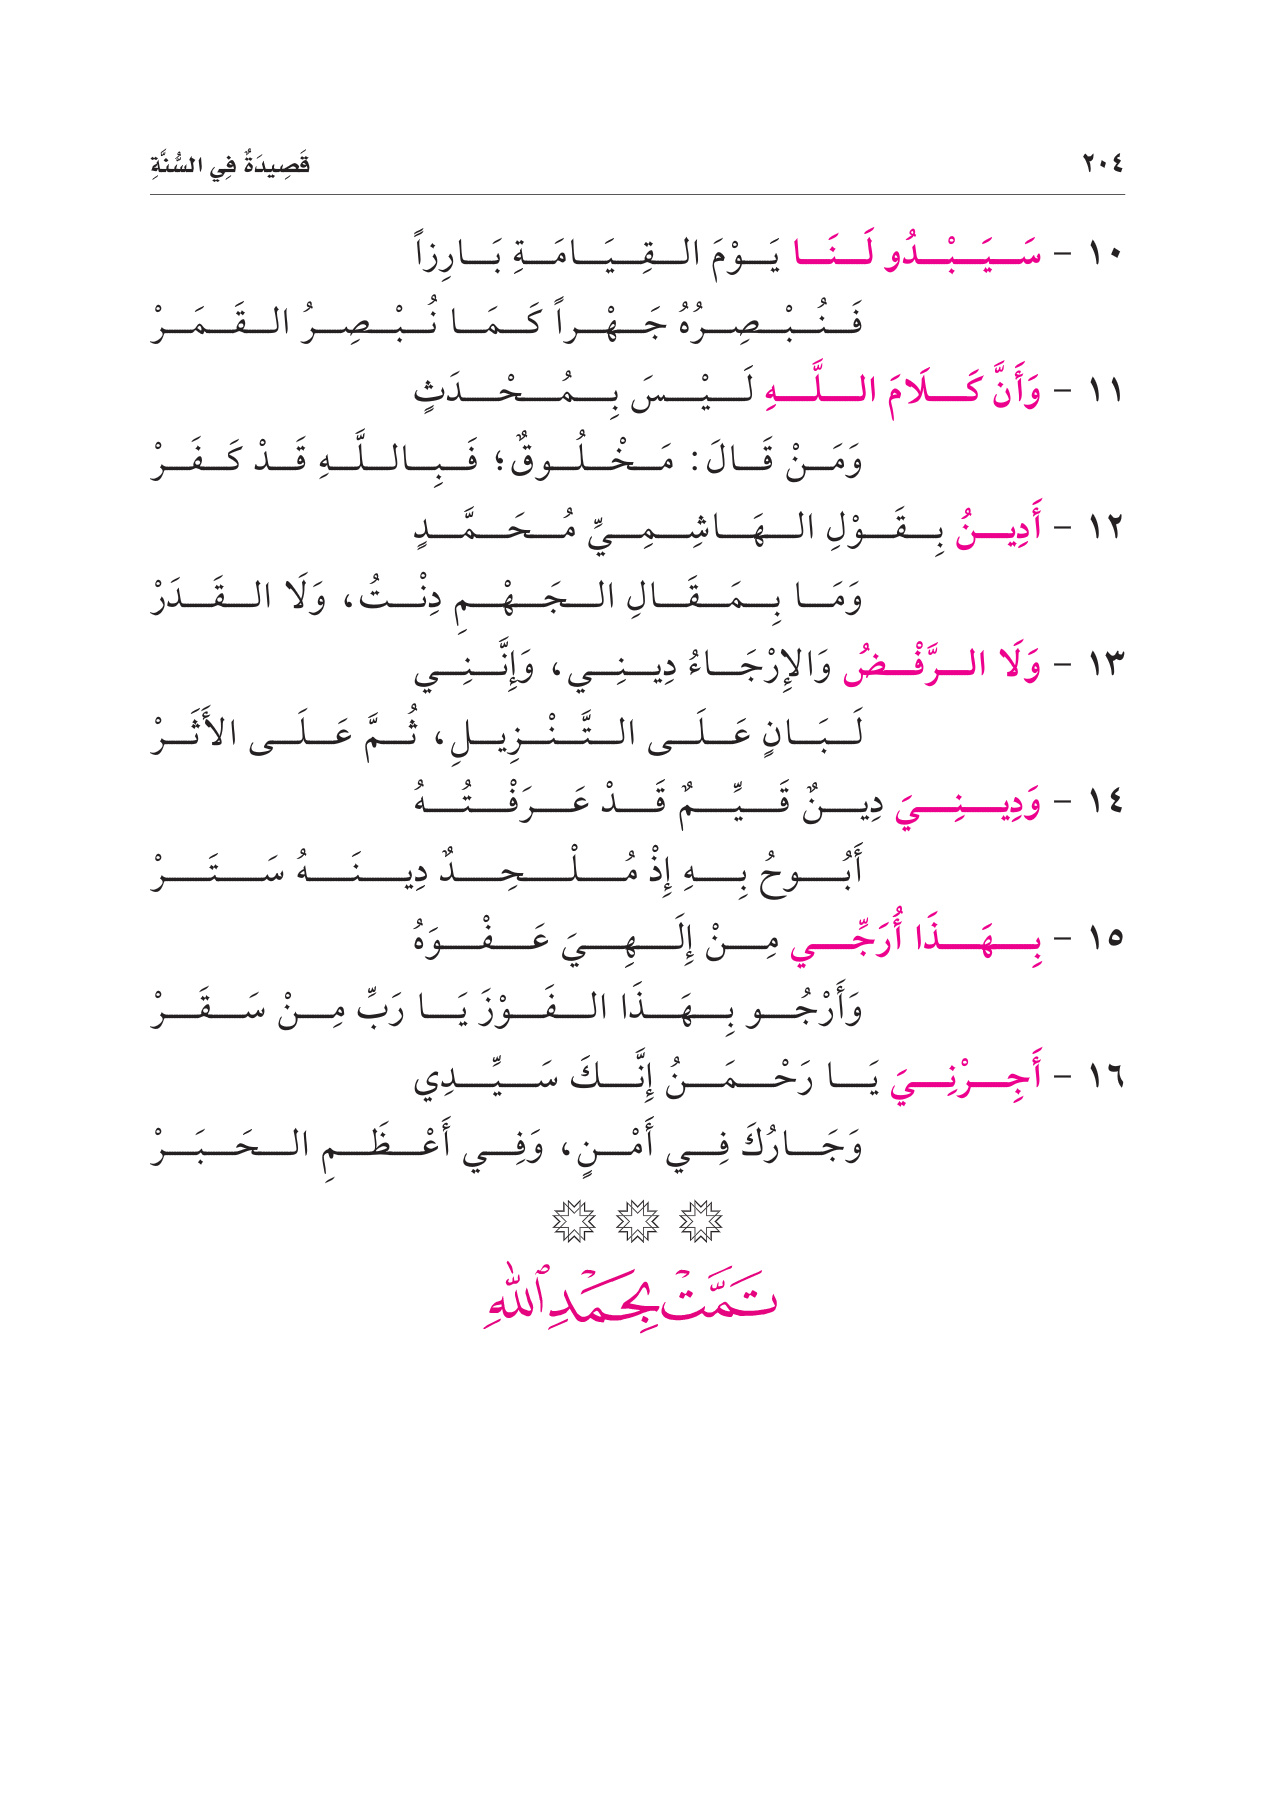 ٢٠٤ قَصِيدَةٌ فِي السُّنَّةِ
١٠ - سَيَبْدُو لَنَا يَوْمَ القِيَامَةِ بَارِزاً
فَنُبْصِرُهُ جَهْراً كَمَا نُبْصِرُ القَمَرْ
١١ - وَأَنَّ كَلَامَ اللَّهِ لَيْسَ بِمُحْدَثٍ
وَمَنْ قَالَ: مَخْلُوقٌ؛ فَبِاللَّهِ قَدْ كَفَرْ
١٢ - أَدِينُ بِقَوْلِ الهَاشِمِيِّ مُحَمَّدٍ
وَمَا بِمَقَالِ الجَهْمِ دِنْتُ، وَلَا القَدَرْ
١٣ - وَلَا الرَّفْضُ وَالإِرْجَاءُ دِينِي، وَإِنَّنِي
لَبَانٍ عَلَى التَّنْزِيلِ، ثُمَّ عَلَى الأَثَرْ
١٤ - وَدِينِيَ دِينٌ قَيِّمٌ قَدْ عَرَفْتُهُ
أَبُوحُ بِهِ إِذْ مُلْحِدٌ دِينَهُ سَتَرْ
١٥ - بِهَذَا أُرَجِّي مِنْ إِلَهِيَ عَفْوَهُ
وَأَرْجُو بِهَذَا الفَوْزَ يَا رَبِّ مِنْ سَقَرْ
١٦ - أَجِرْنِيَ يَا رَحْمَنُ إِنَّكَ سَيِّدِي
وَجَارُكَ فِي أَمْنٍ، وَفِي أَعْظَمِ الحَبَرْ
تَمَّتْ بِحَمْدِ ٱللهِ